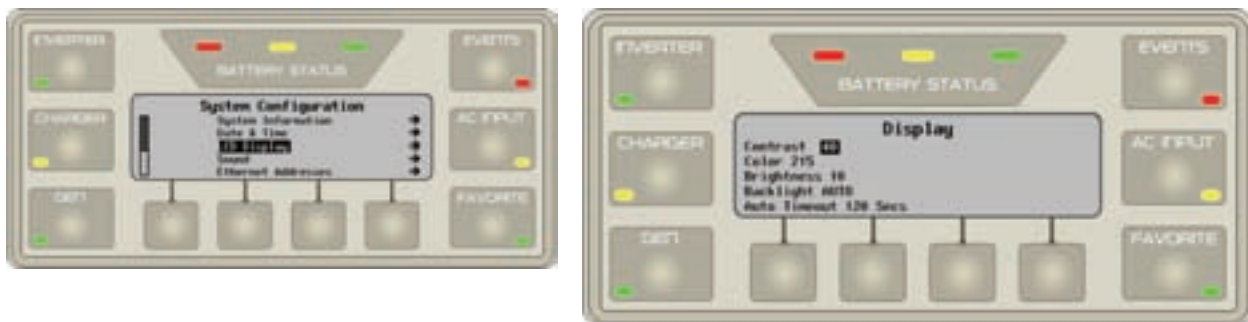 INVERTER
EVENTS
BATTERY STATUS
CHARGER
AC INPUT
System Configuration
System Information
Date & Time
LCD Display
Sound
Ethernet Addresses
GEN
FAVORITE
INVERTER
EVENTS
BATTERY STATUS
CHARGER
AC INPUT
Display
Contrast 40
Color 215
Brightness 10
Backlight AUTO
Auto Timeout 120 Secs
GEN
FAVORITE